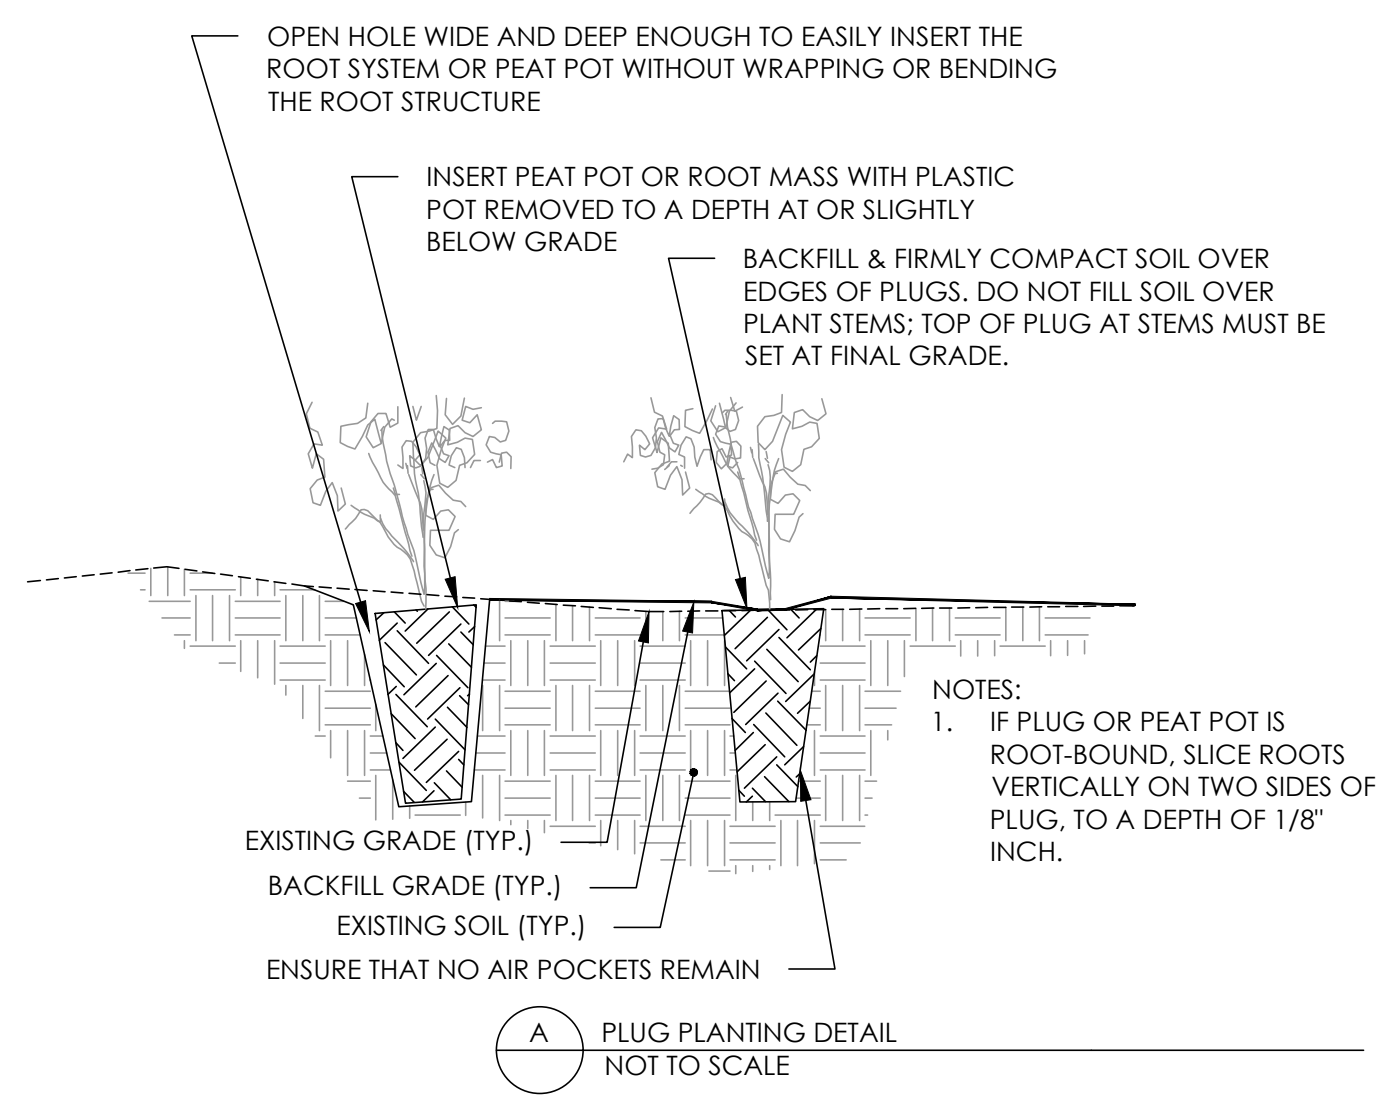 OPEN HOLE WIDE AND DEEP ENOUGH TO EASILY INSERT THE
ROOT SYSTEM OR PEAT POT WITHOUT WRAPPING OR BENDING
THE ROOT STRUCTURE
INSERT PEAT POT OR ROOT MASS WITH PLASTIC
POT REMOVED TO A DEPTH AT OR SLIGHTLY
BELOW GRADE
BACKFILL & FIRMLY COMPACT SOIL OVER
EDGES OF PLUGS. DO NOT FILL SOIL OVER
PLANT STEMS; TOP OF PLUG AT STEMS MUST BE
SET AT FINAL GRADE.
NOTES:
1. IF PLUG OR PEAT POT IS
ROOT-BOUND, SLICE ROOTS
VERTICALLY ON TWO SIDES OF
PLUG, TO A DEPTH OF 1/8"
INCH.
EXISTING GRADE (TYP.)
BACKFILL GRADE (TYP.)
EXISTING SOIL (TYP.)
ENSURE THAT NO AIR POCKETS REMAIN
A PLUG PLANTING DETAIL
NOT TO SCALE